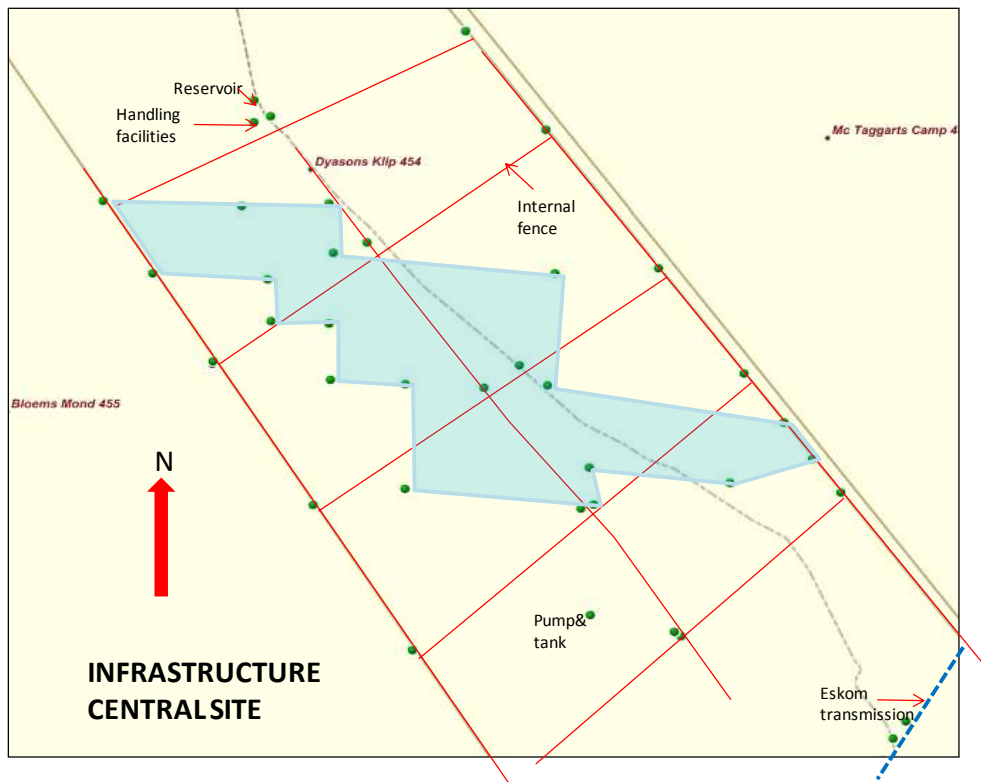 Reservoir
Handling
facilities
Dyasons Klip 454
Mc Taggarts Camp 4
Internal
fence
Bloems Mond 455
N
Pump&
tank
INFRASTRUCTURE
CENTRAL SITE
Eskom
transmission